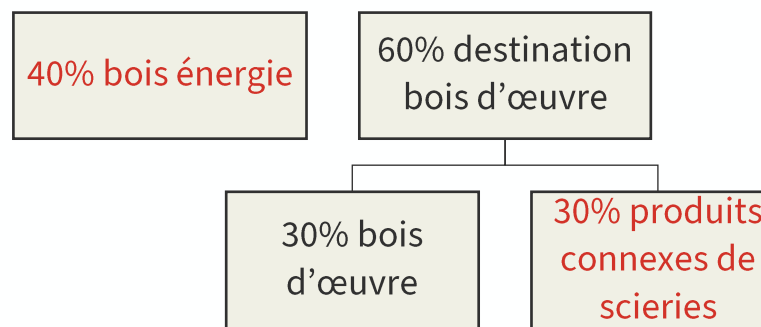 40% bois énergie
60% destination
bois d’œuvre
30% bois
d’œuvre
30% produits
connexes de
scieries